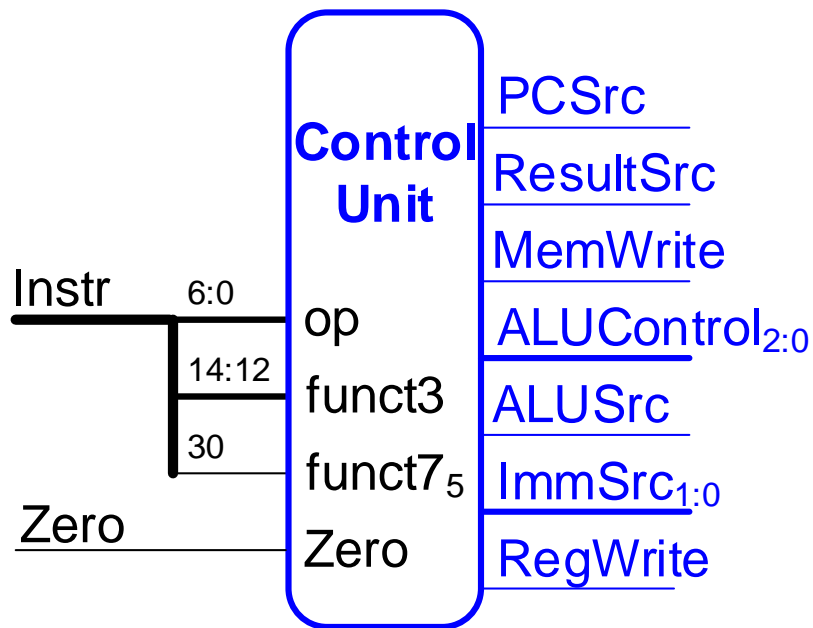 Control
Unit
Instr
6:0
op
14:12
funct3
30
funct7₅
Zero
Zero
PCSrc
ResultSrc
MemWrite
ALUControl₂:₀
ALUSrc
ImmSrc₁:₀
RegWrite